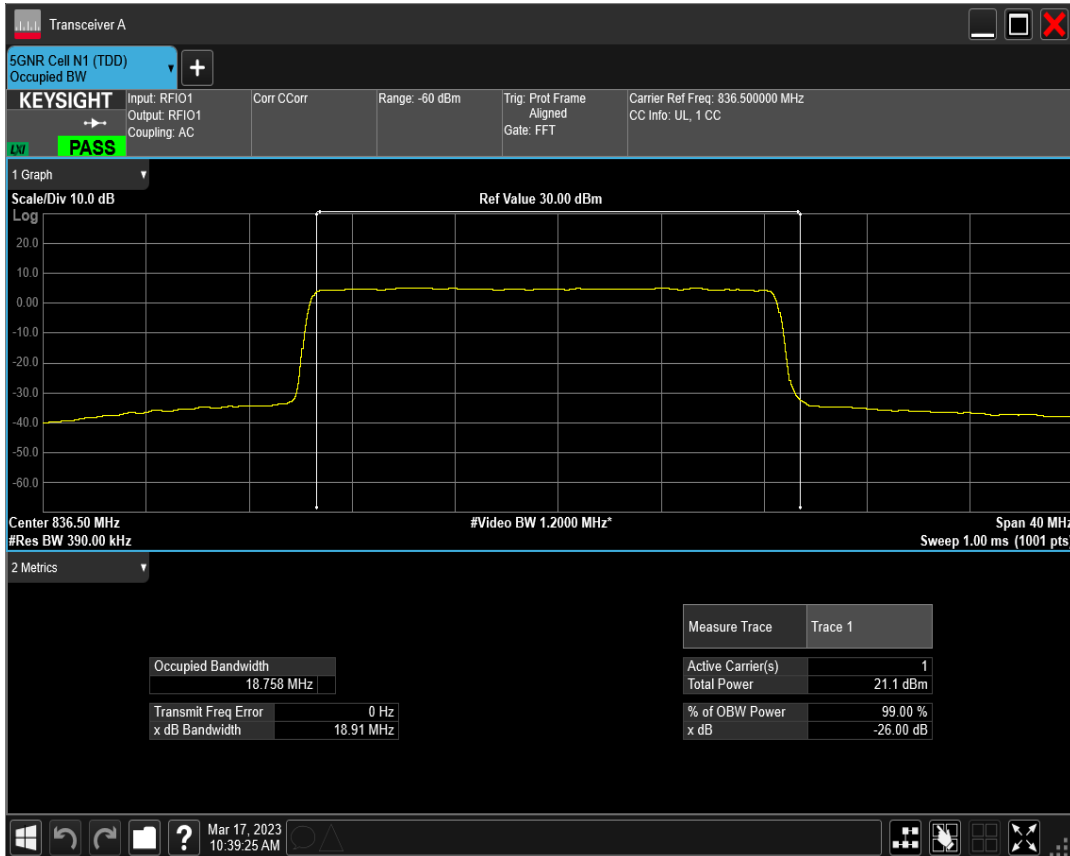 Transceiver A
5GNR Cell N1 (TDD)
Occupied BW
+
KEYSIGHT
LXI
PASS
Input: RFIO1
Output: RFIO1
Coupling: AC
Corr CCorr
Range: -60 dBm
Trig: Prot Frame
Aligned
Gate: FFT
Carrier Ref Freq: 836.500000 MHz
CC Info: UL, 1 CC
1 Graph
Scale/Div 10.0 dB
Ref Value 30.00 dBm
Log
20.0
10.0
0.00
-10.0
-20.0
-30.0
-40.0
-50.0
-60.0
Center 836.50 MHz
#Video BW 1.2000 MHz*
Span 40 MHz
#Res BW 390.00 kHz
Sweep 1.00 ms (1001 pts)
2 Metrics
Measure Trace Trace 1
Occupied Bandwidth
18.758 MHz
Active Carrier(s) 1
Total Power 21.1 dBm
Transmit Freq Error 0 Hz
x dB Bandwidth 18.91 MHz
% of OBW Power 99.00 %
x dB -26.00 dB
?
Mar 17, 2023
10:39:25 AM